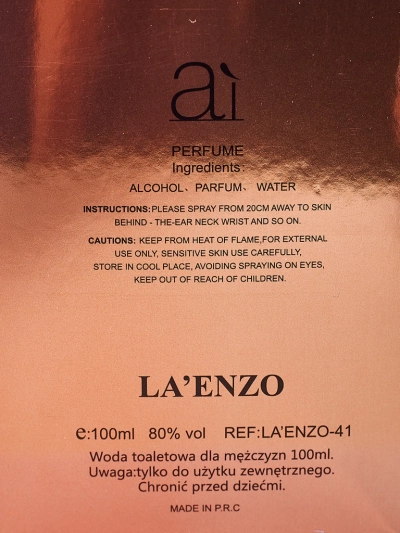 aì
PERFUME
Ingredients:
ALCOHOL、PARFUM、 WATER
INSTRUCTIONS:PLEASE SPRAY FROM 20CM AWAY TO SKIN
BEHIND - THE-EAR NECK WRIST AND SO ON.
CAUTIONS: KEEP FROM HEAT OF FLAME,FOR EXTERNAL
USE ONLY, SENSITIVE SKIN USE CAREFULLY,
STORE IN COOL PLACE, AVOIDING SPRAYING ON EYES,
KEEP OUT OF REACH OF CHILDREN.
LA'ENZO
e:100ml 80% vol REF:LA'ENZO-41
Woda toaletowa dla mężczyzn 100ml.
Uwaga:tylko do użytku zewnętrznego.
Chronić przed dziećmi.
MADE IN P.R.C